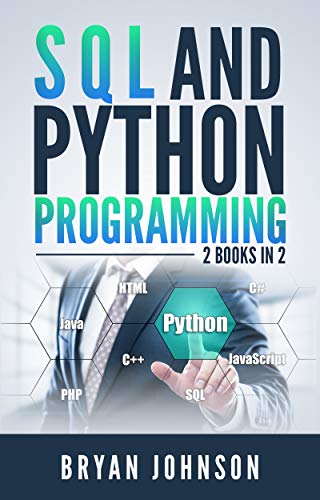 SQL AND
PYTHON
PROGRAMMING
2 BOOKS IN 2
HTML
C#
Java
Python
C++
JavaScript
PHP
SQL
BRYAN JOHNSON